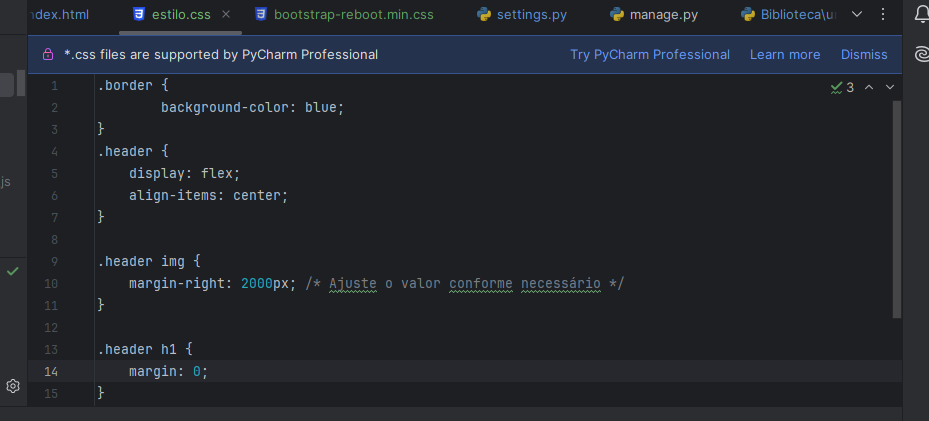 ndex.html estilo.css bootstrap-reboot.min.css settings.py manage.py Biblioteca\u
*.css files are supported by PyCharm Professional Try PyCharm Professional Learn more Dismiss
1 .border { 3
2 background-color: blue;
3 }
4 .header {
5 display: flex;
js
6 align-items: center;
7 }
8
9 .header img {
10 margin-right: 2000px; /* Ajuste o valor conforme necessário */
11 }
12
13 .header h1 {
14 margin: 0;
15 }